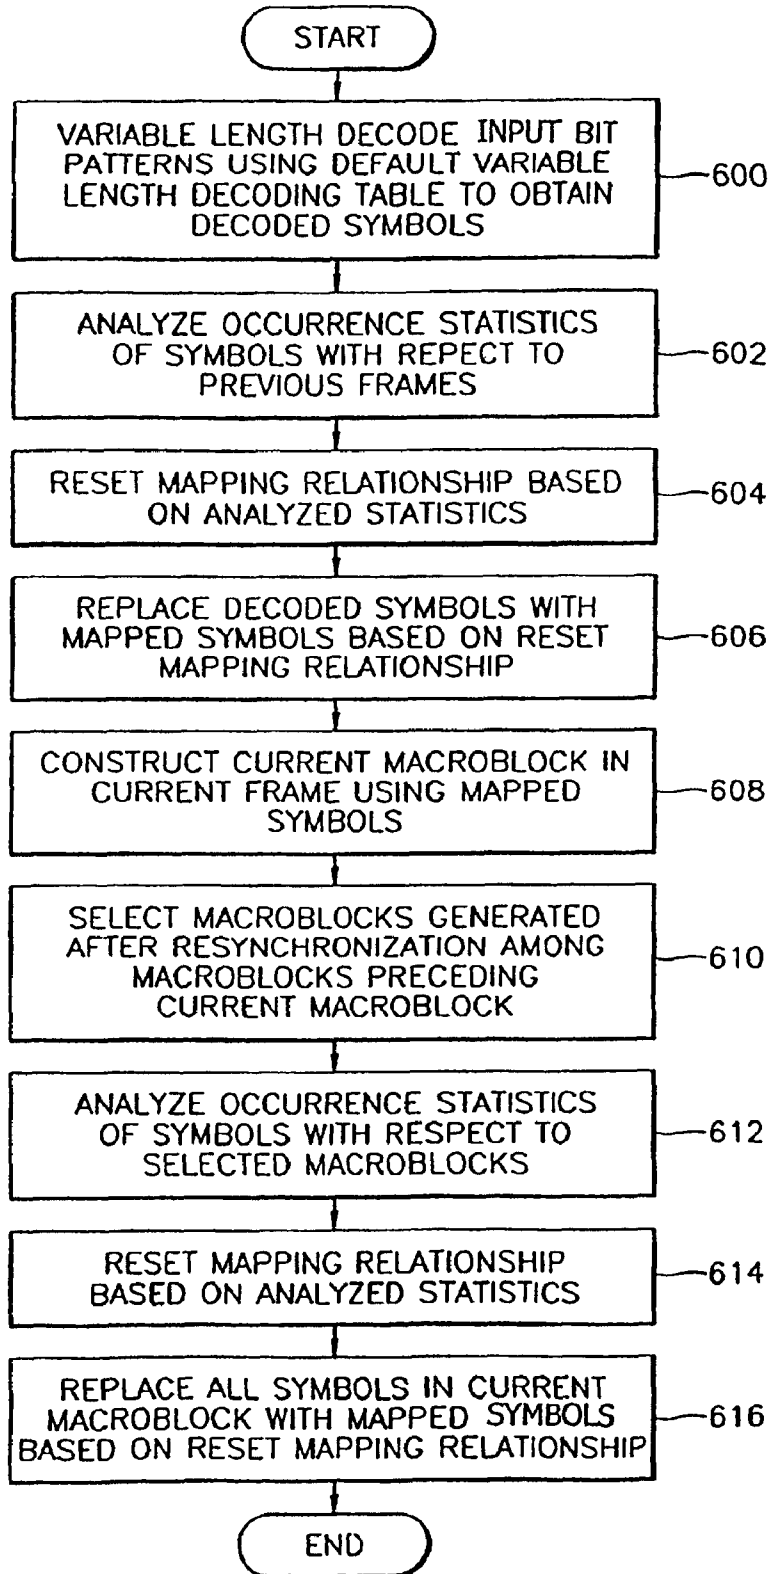 START
VARIABLE LENGTH DECODE INPUT BIT
PATTERNS USING DEFAULT VARIABLE
LENGTH DECODING TABLE TO OBTAIN
DECODED SYMBOLS
600
ANALYZE OCCURRENCE STATISTICS
OF SYMBOLS WITH REPECT TO
PREVIOUS FRAMES
602
RESET MAPPING RELATIONSHIP BASED
ON ANALYZED STATISTICS
604
REPLACE DECODED SYMBOLS WITH
MAPPED SYMBOLS BASED ON RESET
MAPPING RELATIONSHIP
606
CONSTRUCT CURRENT MACROBLOCK IN
CURRENT FRAME USING MAPPED
SYMBOLS
608
SELECT MACROBLOCKS GENERATED
AFTER RESYNCHRONIZATION AMONG
MACROBLOCKS PRECEDING
CURRENT MACROBLOCK
610
ANALYZE OCCURRENCE STATISTICS
OF SYMBOLS WITH RESPECT TO
SELECTED MACROBLOCKS
612
RESET MAPPING RELATIONSHIP
BASED ON ANALYZED STATISTICS
614
REPLACE ALL SYMBOLS IN CURRENT
MACROBLOCK WITH MAPPED SYMBOLS
BASED ON RESET MAPPING RELATIONSHIP
616
END